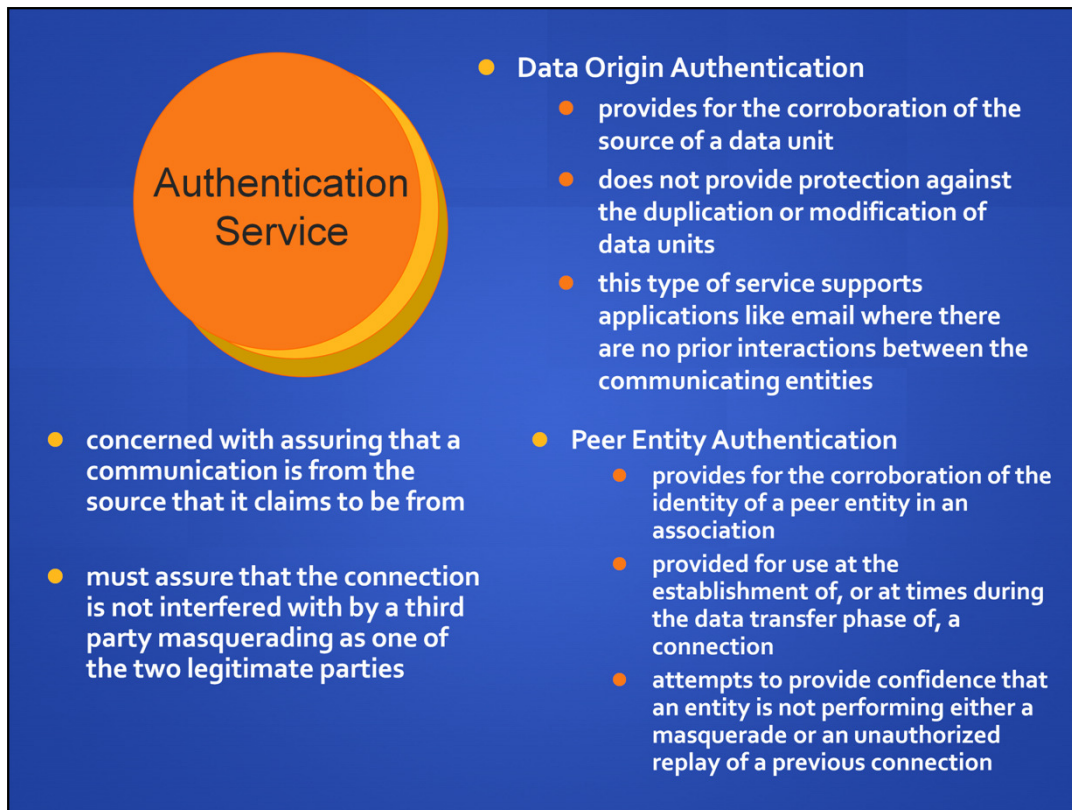 Authentication
Service
concerned with assuring that a
communication is from the
source that it claims to be from
must assure that the connection
is not interfered with by a third
party masquerading as one of
the two legitimate parties
Data Origin Authentication
provides for the corroboration of the
source of a data unit
does not provide protection against
the duplication or modification of
data units
this type of service supports
applications like email where there
are no prior interactions between the
communicating entities
Peer Entity Authentication
provides for the corroboration of the
identity of a peer entity in an
association
provided for use at the
establishment of, or at times during
the data transfer phase of, a
connection
attempts to provide confidence that
an entity is not performing either a
masquerade or an unauthorized
replay of a previous connection